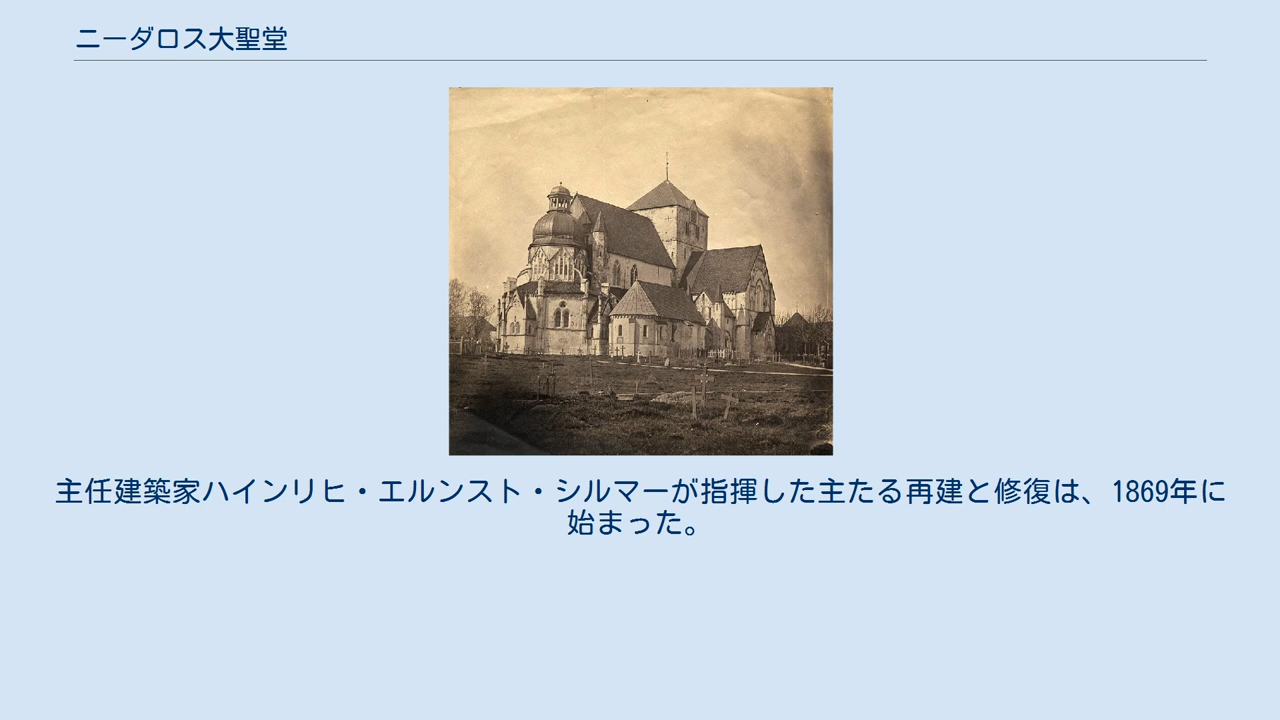 ニーダロス大聖堂
主任建築家ハインリヒ・エルンスト・シルマーが指揮した主たる再建と修復は、1869年に
始まった。